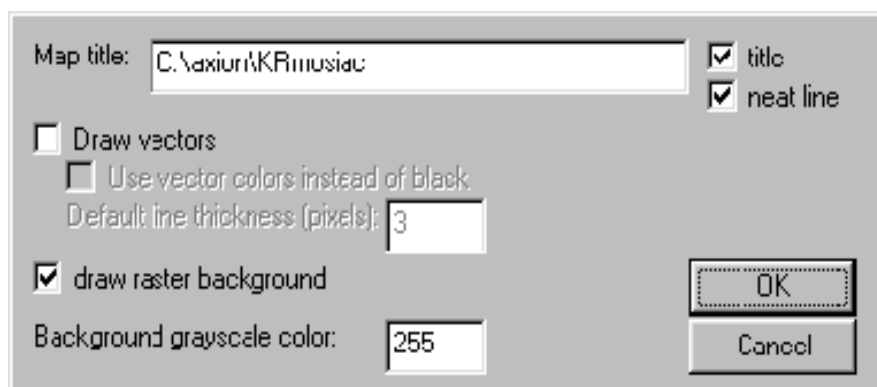 Map title:
C:\axion\KRmosiac
title
neat line
Draw vectors
Use vector colors instead of black
Default line thickness (pixels):
3
draw raster background
Background grayscale color:
255
OK
Cancel